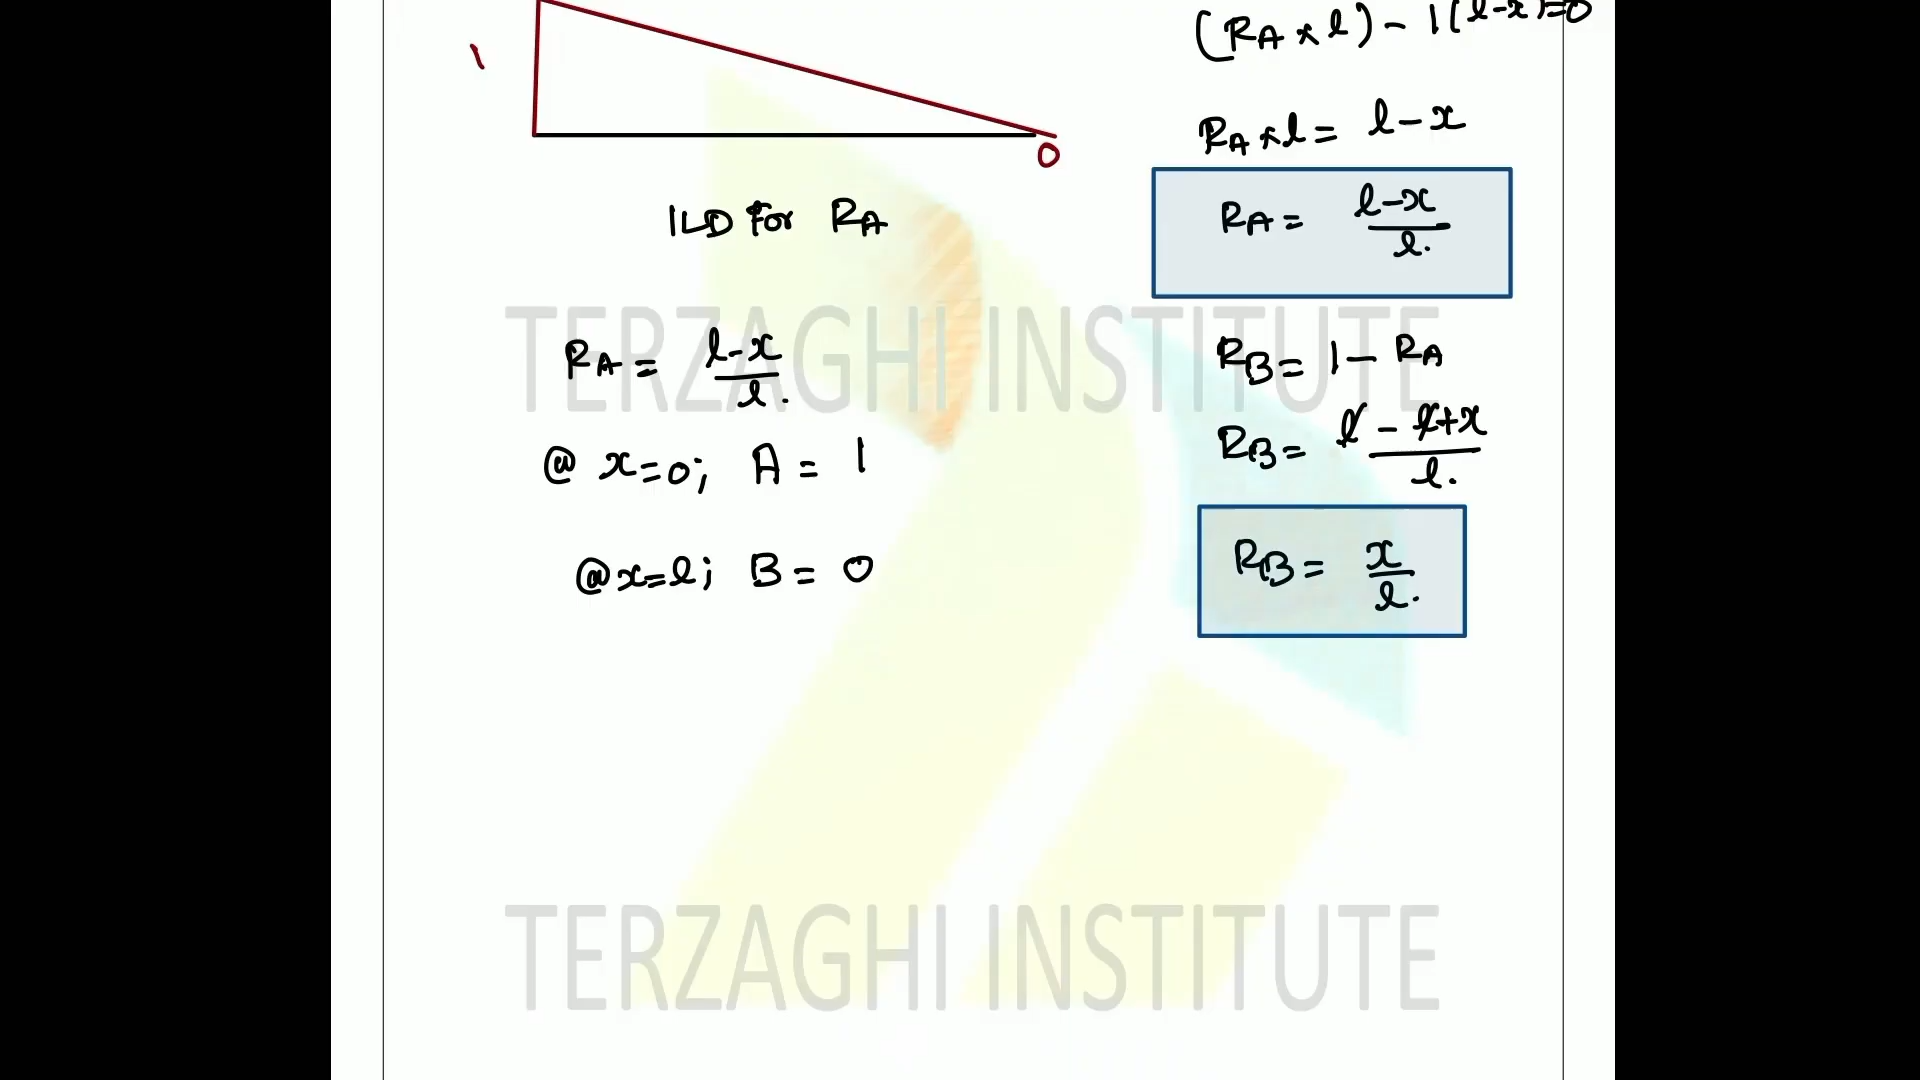 1
0
ILD for RA
RA = l-x / l.
@ x=0; A = 1
@x=l; B = 0
(RA × l) - 1(l-x)=0
RA × l = l-x
RA = l-x / l.
RB = 1 - RA
RB = l - l+x / l.
RB = x / l.
TERZAGHI INSTITUTE
TERZAGHI INSTITUTE